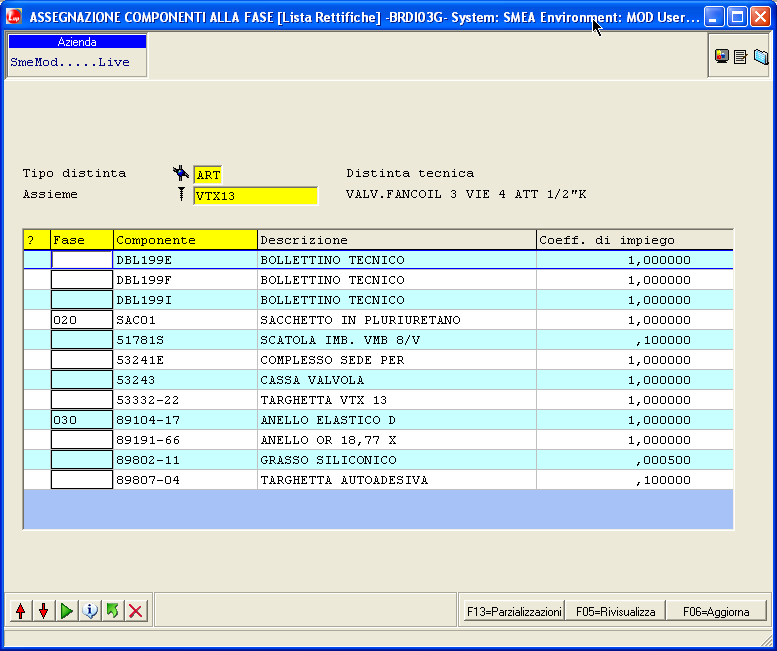 ASSEGNAZIONE COMPONENTI ALLA FASE [Lista Rettifiche] -BRDI03G- System: SMEA Environment: MOD User...
Azienda
SmeMod.....Live
Tipo distinta ART Distinta tecnica
Assieme VTX13 VALV.FANCOIL 3 VIE 4 ATT 1/2"K
? Fase Componente Descrizione Coeff. di impiego
DBL199E BOLLETTINO TECNICO 1,000000
DBL199F BOLLETTINO TECNICO 1,000000
DBL199I BOLLETTINO TECNICO 1,000000
020 SAC01 SACCHETTO IN PLURIURETANO 1,000000
51781S SCATOLA IMB. VMB 8/V ,100000
53241E COMPLESSO SEDE PER 1,000000
53243 CASSA VALVOLA 1,000000
53332-22 TARGHETTA VTX 13 1,000000
030 89104-17 ANELLO ELASTICO D 1,000000
89191-66 ANELLO OR 18,77 X 1,000000
89802-11 GRASSO SILICONICO ,000500
89807-04 TARGHETTA AUTOADESIVA ,100000
F13=Parzializzazioni F05=Rivisualizza F06=Aggiorna